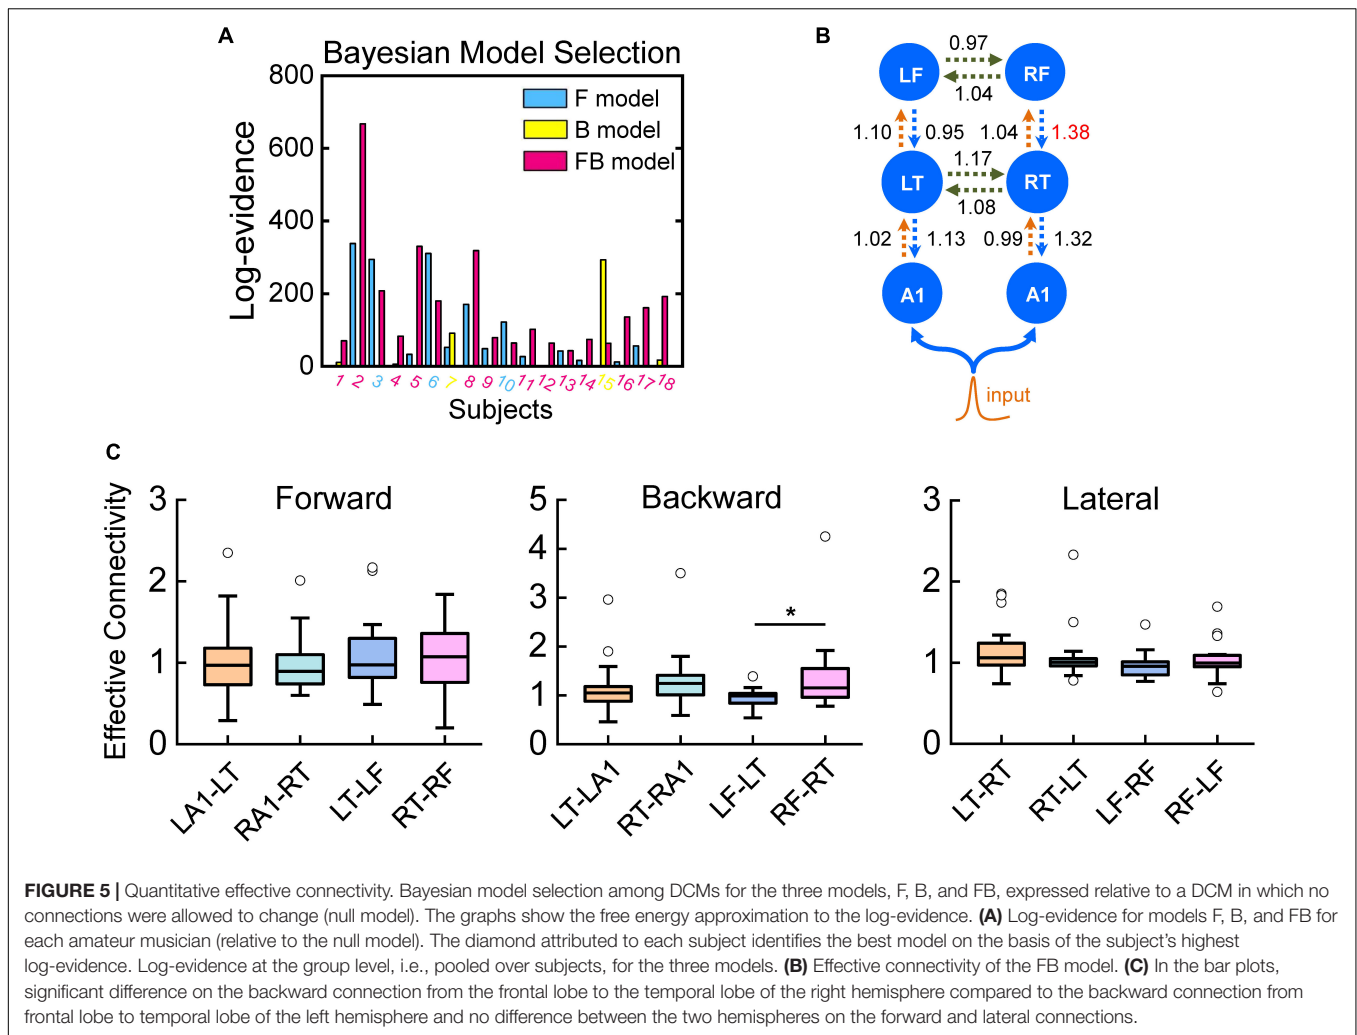 A
Bayesian Model Selection
800
600
400
200
0
Log-evidence
F model
B model
FB model
1 2 3 4 5 6 7 8 9 10 11 12 13 14 15 16 17 18
Subjects
B
0.97
LF RF
1.04
1.10 0.95 1.04 1.38
1.17
LT RT
1.08
1.02 1.13 0.99 1.32
A1 A1
input
C
Effective Connectivity
Forward
3
2
1
0
LA1-LT RA1-RT LT-LF RT-RF
Backward
5
4
3
2
1
0
*
LT-LA1 RT-RA1 LF-LT RF-RT
Lateral
3
2
1
0
LT-RT RT-LT LF-RF RF-LF
FIGURE 5 | Quantitative effective connectivity. Bayesian model selection among DCMs for the three models, F, B, and FB, expressed relative to a DCM in which no
connections were allowed to change (null model). The graphs show the free energy approximation to the log-evidence. (A) Log-evidence for models F, B, and FB for
each amateur musician (relative to the null model). The diamond attributed to each subject identifies the best model on the basis of the subject's highest
log-evidence. Log-evidence at the group level, i.e., pooled over subjects, for the three models. (B) Effective connectivity of the FB model. (C) In the bar plots,
significant difference on the backward connection from the frontal lobe to the temporal lobe of the right hemisphere compared to the backward connection from
frontal lobe to temporal lobe of the left hemisphere and no difference between the two hemispheres on the forward and lateral connections.